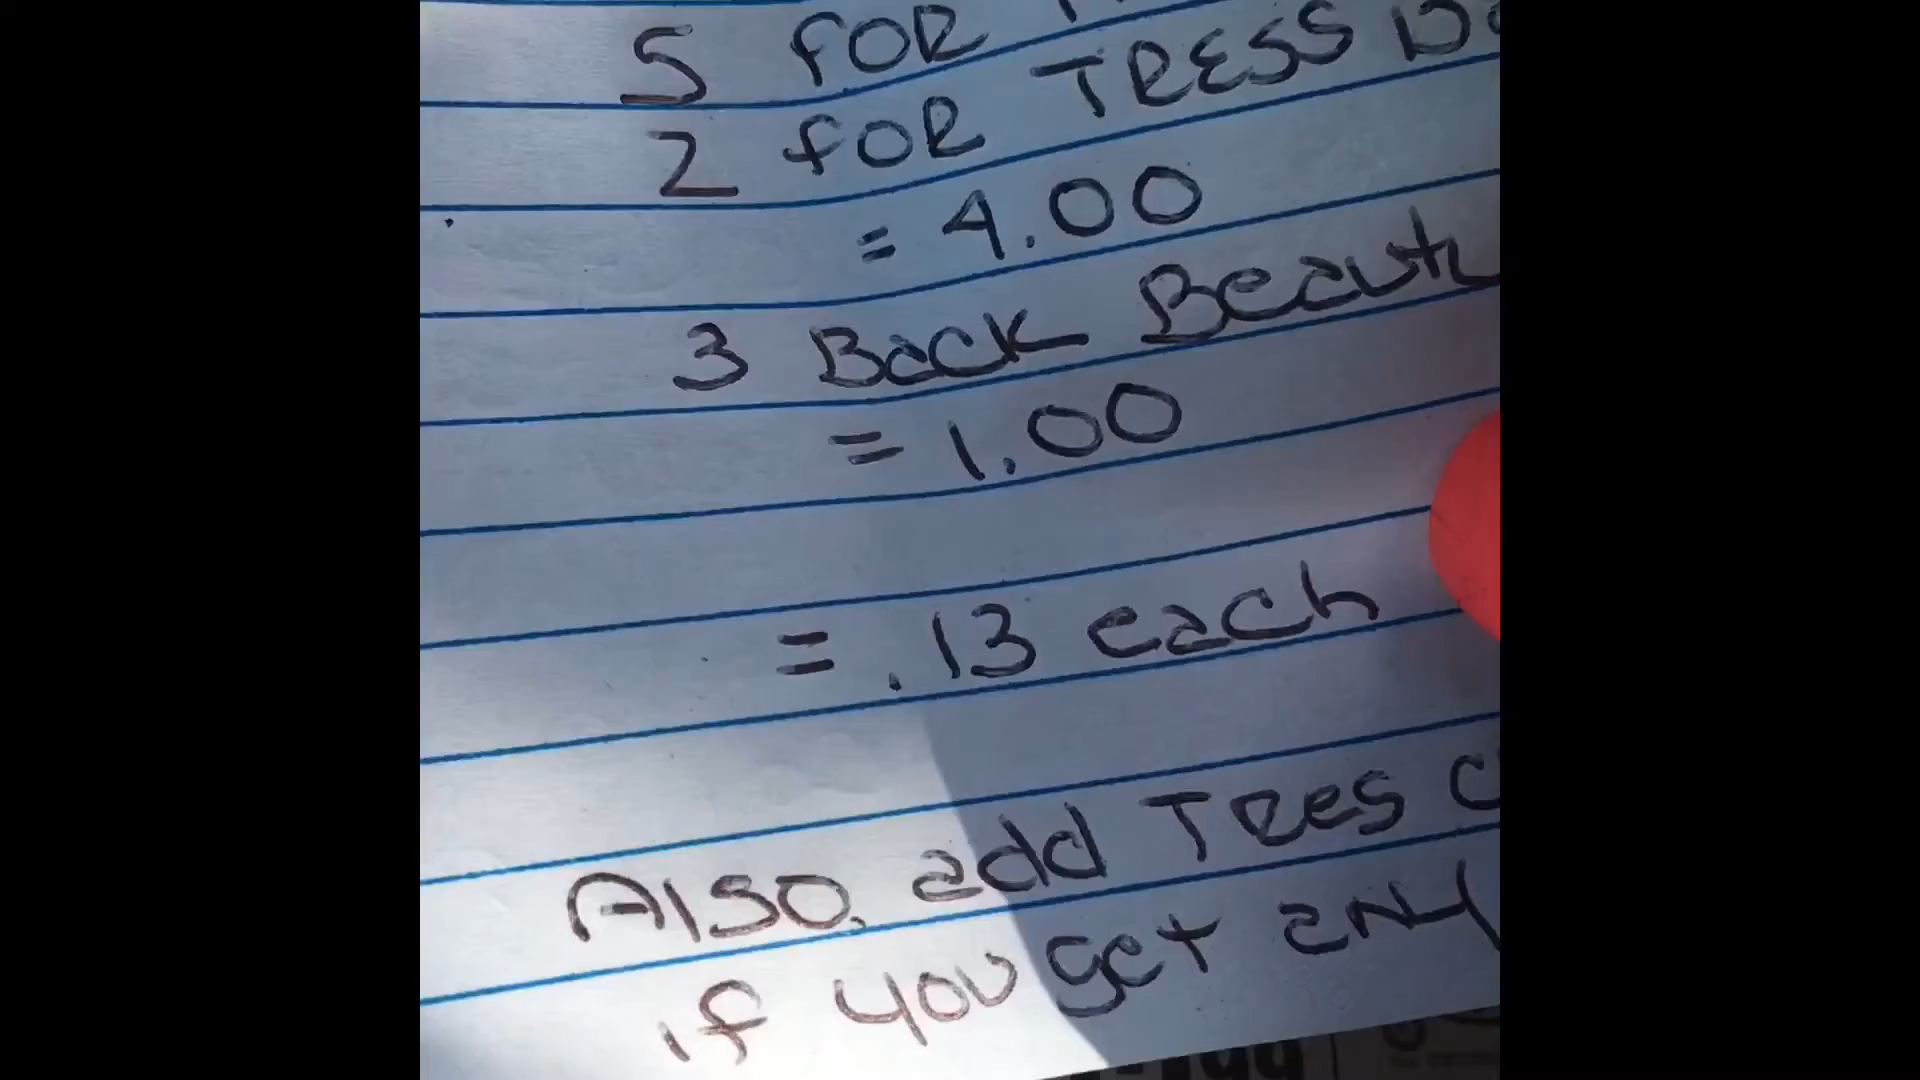 5 FOR
2 FOR TRESS
= 4.00
3 Back Beauty
= 1.00
= .13 each
Also, add Tres
if you get any